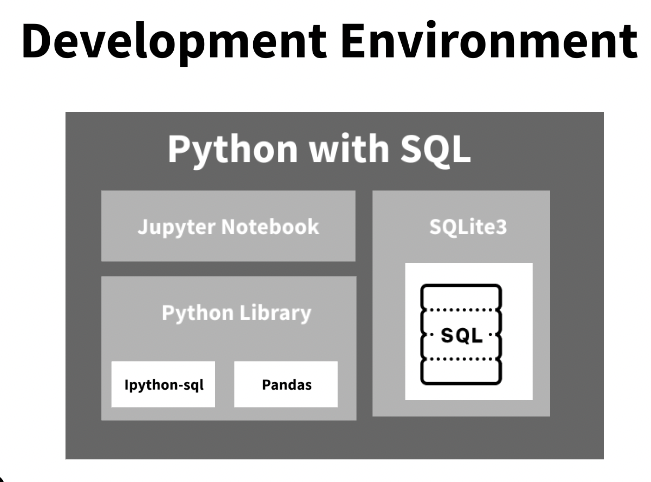 Development Environment
Python with SQL
Jupyter Notebook
SQLite3
Python Library
SQL
Ipython-sql
Pandas